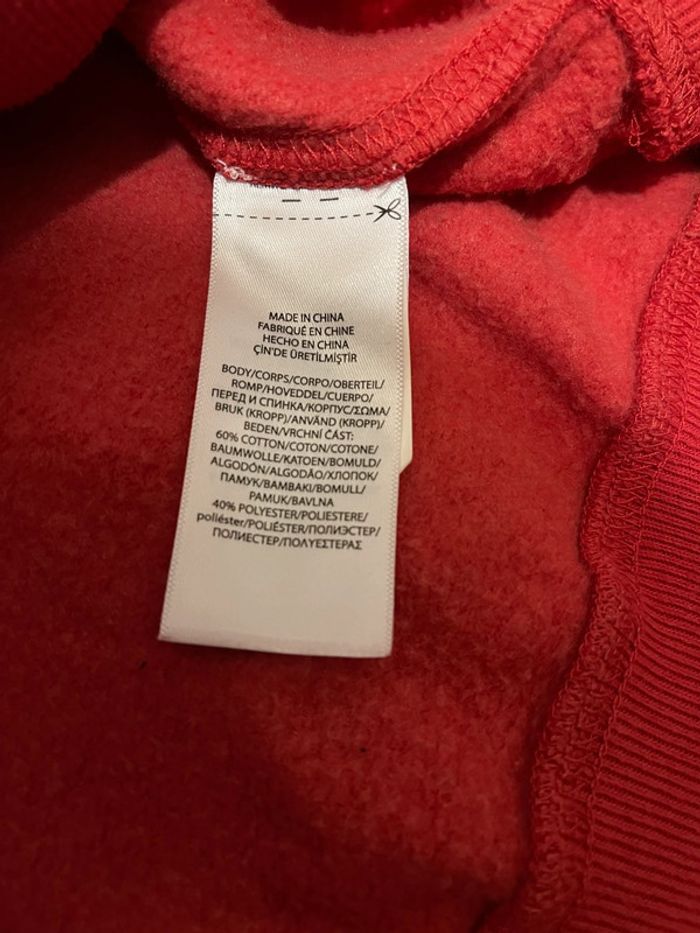 MADE IN CHINA
FABRIQUÉ EN CHINE
HECHO EN CHINA
ÇİN'DE ÜRETİLMİŞTİR
BODY/CORPS/CORPO/OBERTEIL/
ROMP/HOVEDDEL/CUERPO/
ПЕРЕД И СПИНКА/КОРПУС/ΣΩΜΑ/
BRUK (KROPP)/ANVÄND (KROPP)/
BEDEN/VRCHNÍ ČÁST:
60% COTTON/COTON/COTONE/
BAUMWOLLE/KATOEN/BOMULD/
ALGODÓN/ALGODÃO/ХЛОПОК/
ПАМУК/BAMBAKI/BOMULL/
PAMUK/BAVLNA
40% POLYESTER/POLIESTERE/
poliéster/POLIÉSTER/ПОЛИЭСТЕР/
ПОЛИЕСТЕР/ΠΟΛΥΕΣΤΕΡΑΣ